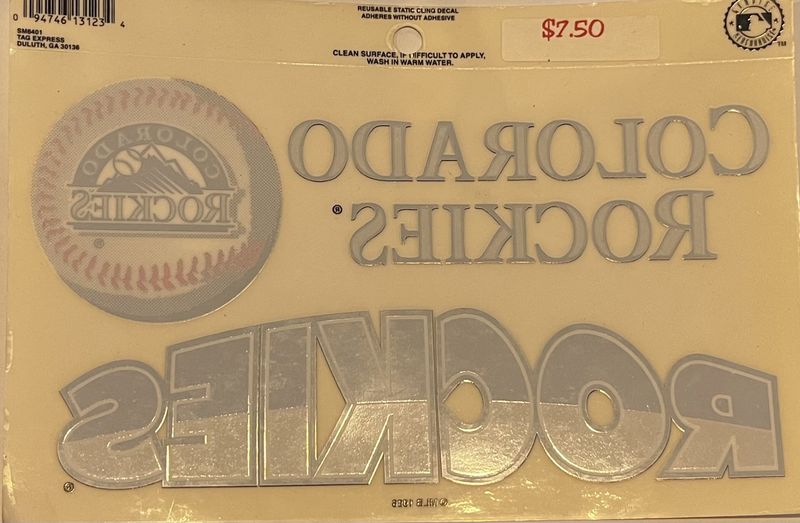 0 94746 13123 4
SM8401
TAG EXPRESS
DULUTH, GA 30136
REUSABLE STATIC CLING DECAL
ADHERES WITHOUT ADHESIVE
CLEAN SURFACE, IF DIFFICULT TO APPLY,
WASH IN WARM WATER.
$7.50
TM
COLORADO
ROCKIES
®
COLORADO
ROCKIES
®
ROCKIES
®